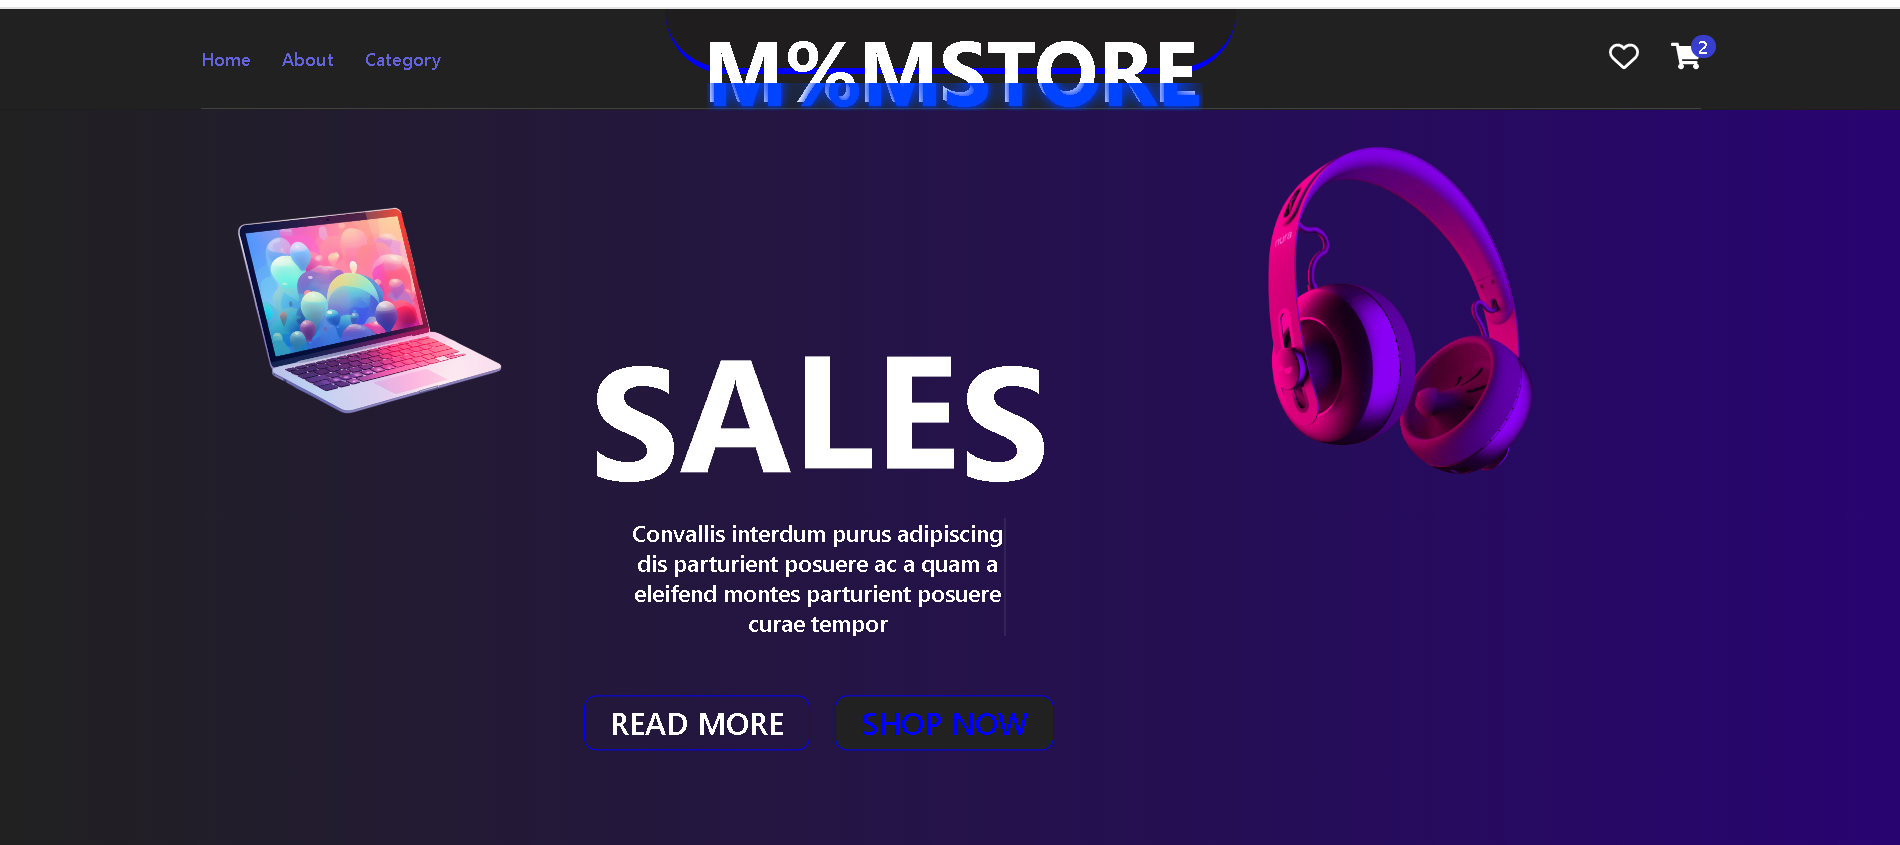 Home About Category
M%MSTORE
2
nura
SALES
Convallis interdum purus adipiscing
dis parturient posuere ac a quam a
eleifend montes parturient posuere
curae tempor
READ MORE SHOP NOW